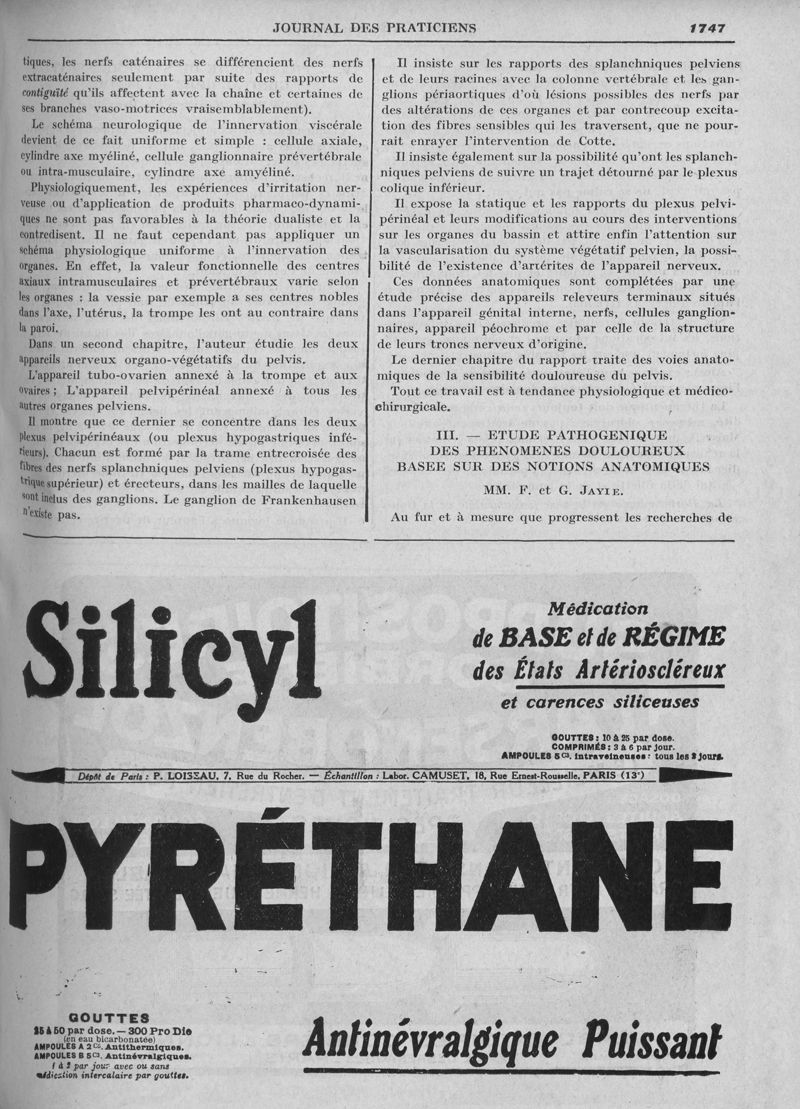 JOURNAL DES PRATICIENS
1747
tiques, les nerfs caténaires se différencient des nerfs
extracaténaires seulement par suite des rapports de
contiguïté qu'ils affectent avec la chaîne et certaines de
ses branches vaso-motrices vraisemblablement).
Le schéma neurologique de l'innervation viscérale
devient de ce fait uniforme et simple : cellule axiale,
cylindre axe myéliné, cellule ganglionnaire prévertébrale
ou intra-musculaire, cylindre axe amyéliné.
Physiologiquement, les expériences d'irritation ner-
veuse ou d'application de produits pharmaco-dynami-
ques ne sont pas favorables à la théorie dualiste et la
contredisent. Il ne faut cependant pas appliquer un
schéma physiologique uniforme à l'innervation des
organes. En effet, la valeur fonctionnelle des centres
axiaux intramusculaires et prévertébraux varie selon
les organes : la vessie par exemple a ses centres nobles
dans l'axe, l'utérus, la trompe les ont au contraire dans
la paroi.
Dans un second chapitre, l'auteur étudie les deux
appareils nerveux organo-végétatifs du pelvis.
L'appareil tubo-ovarien annexé à la trompe et aux
ovaires ; L'appareil pelvipérinéal annexé à tous les
autres organes pelviens.
Il montre que ce dernier se concentre dans les deux
plexus pelvipérinéaux (ou plexus hypogastriques infé-
rieurs). Chacun est formé par la trame entrecroisée des
fibres des nerfs splanchniques pelviens (plexus hypogas-
trique supérieur) et érecteurs, dans les mailles de laquelle
sont inclus des ganglions. Le ganglion de Frankenhausen
n'existe pas.
Il insiste sur les rapports des splanchniques pelviens
et de leurs racines avec la colonne vertébrale et les gan-
glions périaortiques d'où lésions possibles des nerfs par
des altérations de ces organes et par contrecoup excita-
tion des fibres sensibles qui les traversent, que ne pour-
rait enrayer l'intervention de Cotte.
Il insiste également sur la possibilité qu'ont les splanch-
niques pelviens de suivre un trajet détourné par le plexus
colique inférieur.
Il expose la statique et les rapports du plexus pelvi-
périnéal et leurs modifications au cours des interventions
sur les organes du bassin et attire enfin l'attention sur
la vascularisation du système végétatif pelvien, la possi-
bilité de l'existence d'artérites de l'appareil nerveux.
Ces données anatomiques sont complétées par une
étude précise des appareils releveurs terminaux situés
dans l'appareil génital interne, nerfs, cellules ganglion-
naires, appareil péochrome et par celle de la structure
de leurs troncs nerveux d'origine.
Le dernier chapitre du rapport traite des voies anato-
miques de la sensibilité douloureuse du pelvis.
Tout ce travail est à tendance physiologique et médico-
chirurgicale.
III. — ETUDE PATHOGENIQUE
DES PHENOMENES DOULOUREUX
BASEE SUR DES NOTIONS ANATOMIQUES
MM. F. et G. JAYLE.
Au fur et à mesure que progressent les recherches de
Silicyl
Médication
de BASE et de RÉGIME
des États Artérioscléreux
et carences siliceuses
GOUTTES : 10 à 25 par dose.
COMPRIMÉS : 3 à 6 par jour.
AMPOULES 5 c3. intraveineuses : tous les 2 jours.
Dépôt de Paris : P. LOISEAU, 7, Rue du Rocher. — Échantillon : Labor. CAMUSET, 18, Rue Ernest-Rousselle, PARIS (13e)
PYRÉTHANE
GOUTTES
25 à 50 par dose. — 300 Pro Die
(en eau bicarbonatée)
AMPOULES A 2 c3. Antithermiques.
AMPOULES B 5 c3. Antinévralgiques.
1 à 2 par jour avec ou sans
médication intercalaire par gouttes.
Antinévralgique Puissant